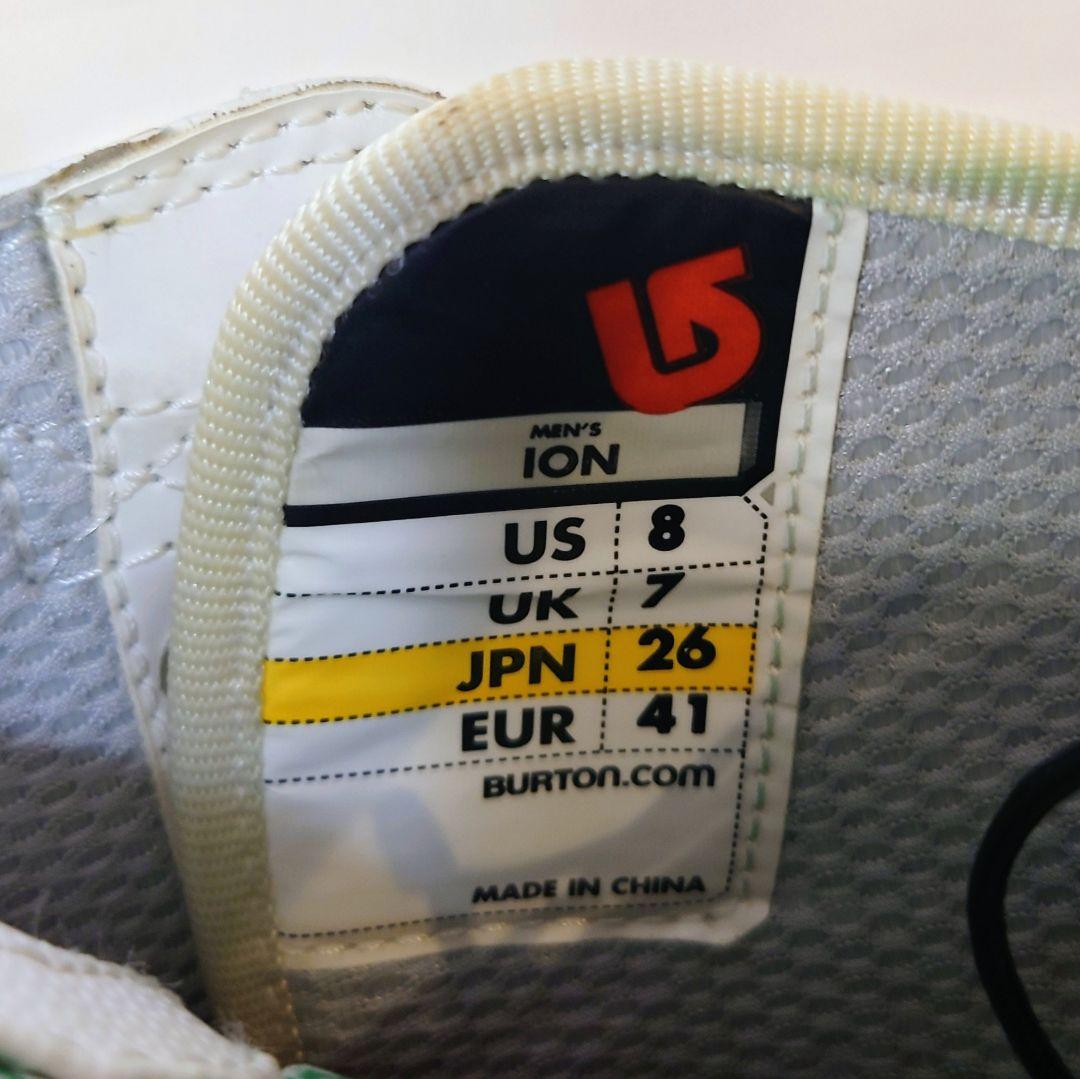 MEN'S
ION
US 8
UK 7
JPN 26
EUR 41
BURTON.COM
MADE IN CHINA